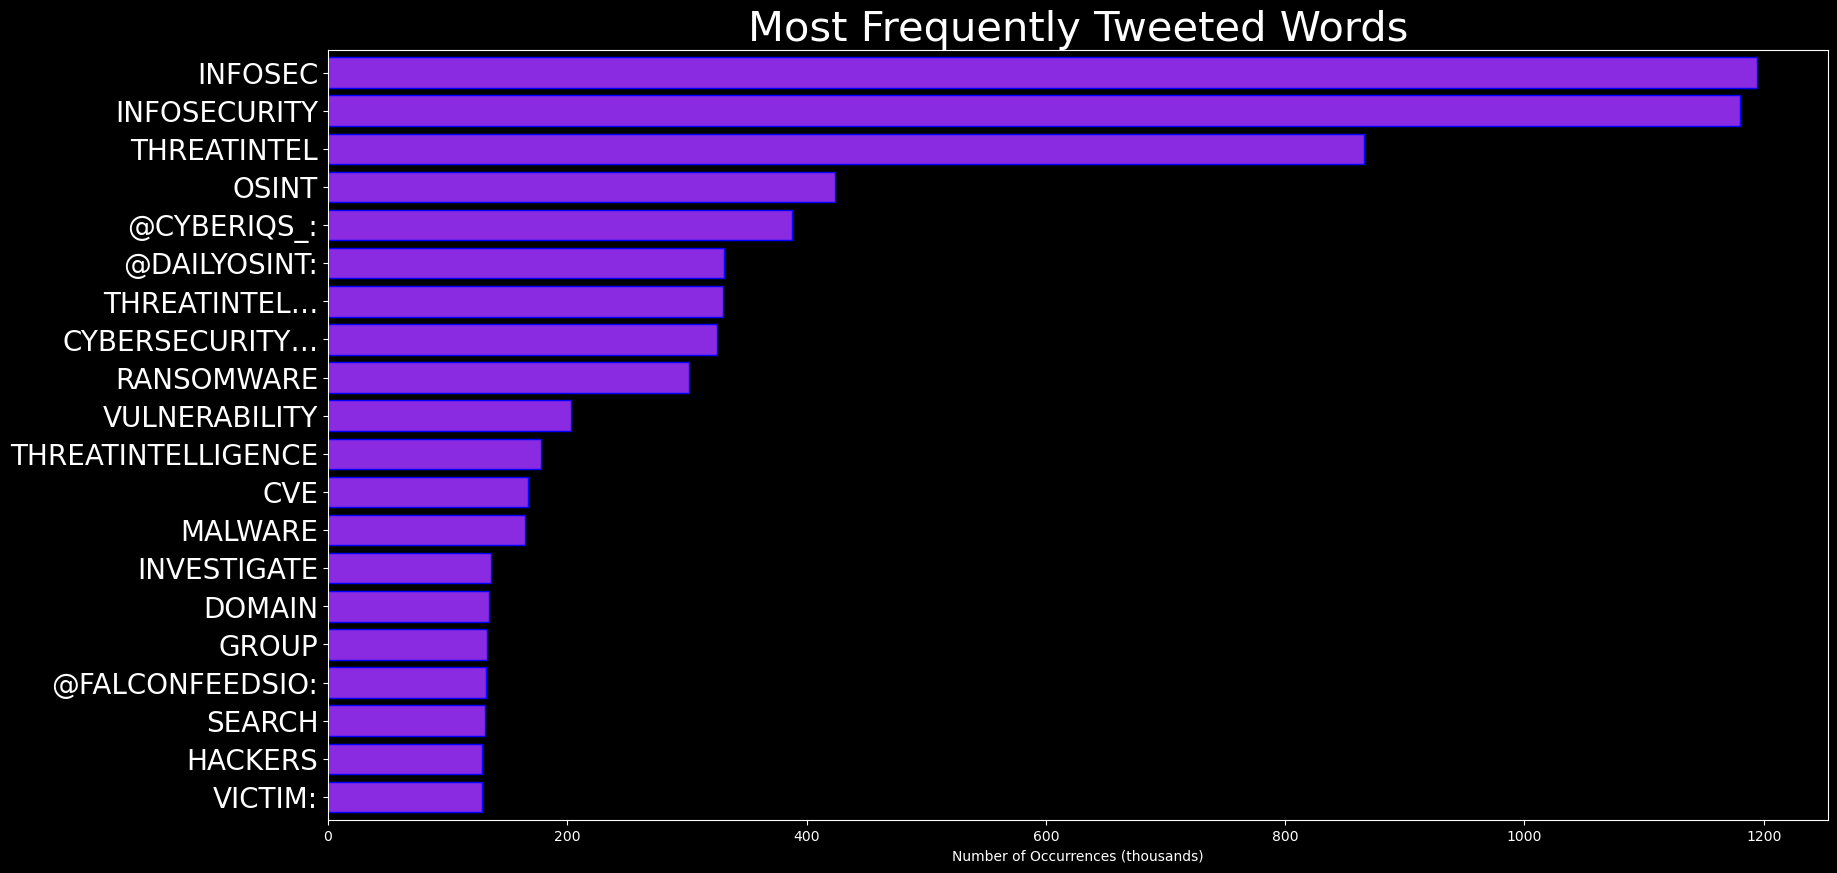 Most Frequently Tweeted Words
INFOSEC
INFOSECURITY
THREATINTEL
OSINT
@CYBERIQS_:
@DAILYOSINT:
THREATINTEL…
CYBERSECURITY…
RANSOMWARE
VULNERABILITY
THREATINTELLIGENCE
CVE
MALWARE
INVESTIGATE
DOMAIN
GROUP
@FALCONFEEDSIO:
SEARCH
HACKERS
VICTIM:
0 200 400 600 800 1000 1200
Number of Occurrences (thousands)